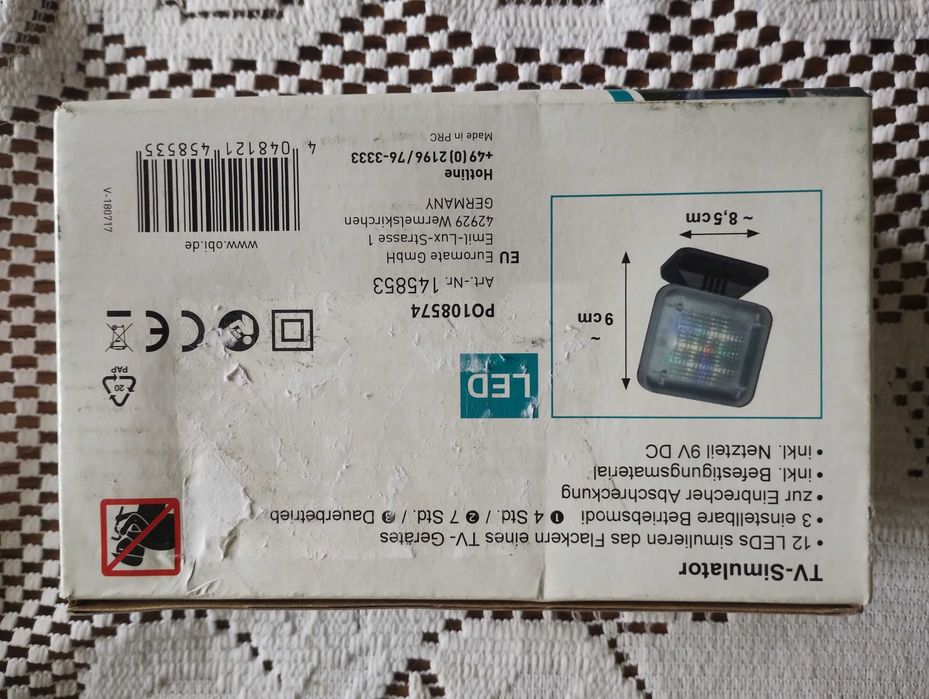 TV-Simulator
• 12 LEDs simulieren das Flackern eines TV- Gerätes
• 3 einstellbare Betriebsmodi ❶ 4 Std. / ❷ 7 Std. / ❸ Dauerbetrieb
• zur Einbrecher Abschreckung
• inkl. Befestigungsmaterial
• inkl. Netzteil 9V DC
~
9 cm
~ 8,5 cm
LED
20
PAP
PO108574
Art.-Nr. 145853
EU Euromate GmbH
Emil-Lux-Strasse 1
42929 Wermelskirchen
GERMANY
Hotline
+49 (0) 2196 / 76-3333
Made in PRC
www.obi.de
4 048121 458535
V-180717